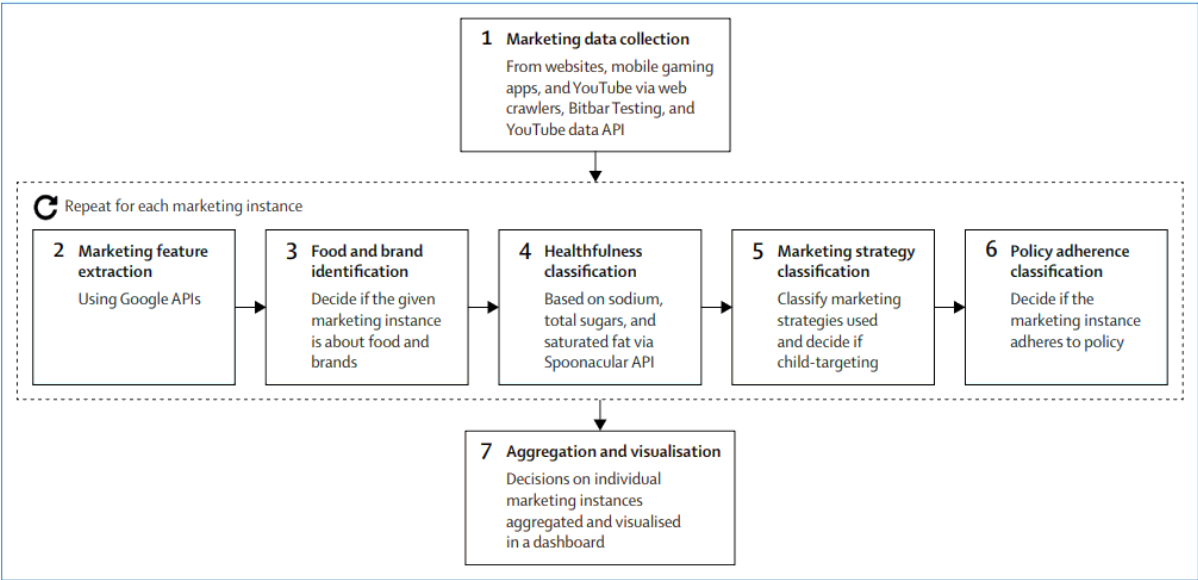 1 Marketing data collection
From websites, mobile gaming
apps, and YouTube via web
crawlers, Bitbar Testing, and
YouTube data API
Repeat for each marketing instance
2 Marketing feature
extraction
Using Google APIs
3 Food and brand
identification
Decide if the given
marketing instance
is about food and
brands
4 Healthfulness
classification
Based on sodium,
total sugars, and
saturated fat via
Spoonacular API
5 Marketing strategy
classification
Classify marketing
strategies used
and decide if
child-targeting
6 Policy adherence
classification
Decide if the
marketing instance
adheres to policy
7 Aggregation and visualisation
Decisions on individual
marketing instances
aggregated and visualised
in a dashboard